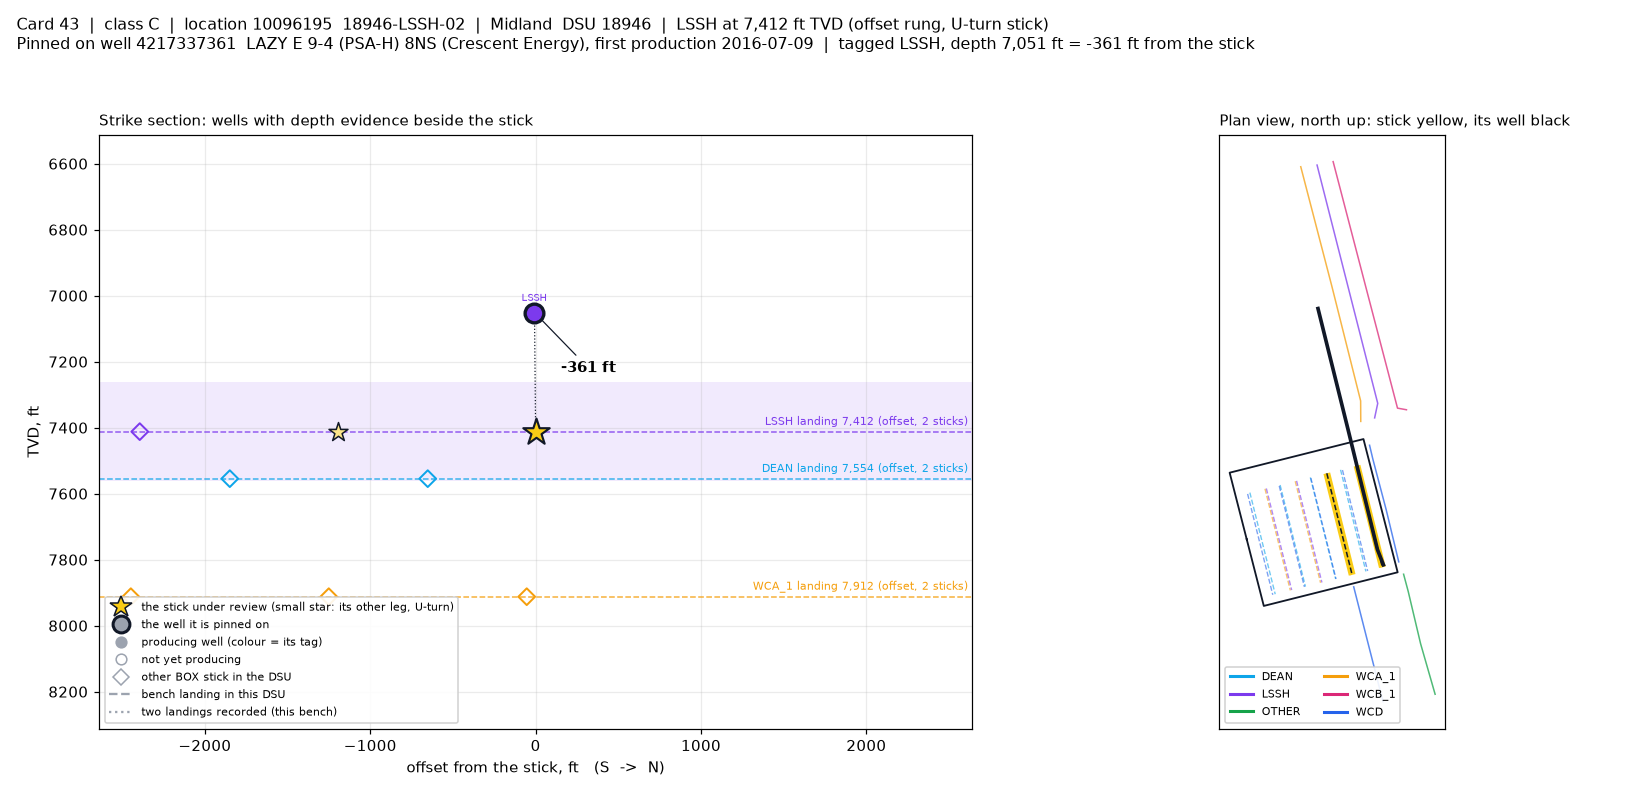 Card 43 | class C | location 10096195 18946-LSSH-02 | Midland DSU 18946 | LSSH at 7,412 ft TVD (offset rung, U-turn stick)
Pinned on well 4217337361 LAZY E 9-4 (PSA-H) 8NS (Crescent Energy), first production 2016-07-09 | tagged LSSH, depth 7,051 ft = -361 ft from the stick
Strike section: wells with depth evidence beside the stick
Plan view, north up: stick yellow, its well black
6600
6800
7000
7200
7400
7600
7800
8000
8200
TVD, ft
LSSH
-361 ft
LSSH landing 7,412 (offset, 2 sticks)
DEAN landing 7,554 (offset, 2 sticks)
WCA_1 landing 7,912 (offset, 2 sticks)
the stick under review (small star: its other leg, U-turn)
the well it is pinned on
producing well (colour = its tag)
not yet producing
other BOX stick in the DSU
bench landing in this DSU
two landings recorded (this bench)
−2000
−1000
0
1000
2000
offset from the stick, ft (S -> N)
DEAN
LSSH
OTHER
WCA_1
WCB_1
WCD